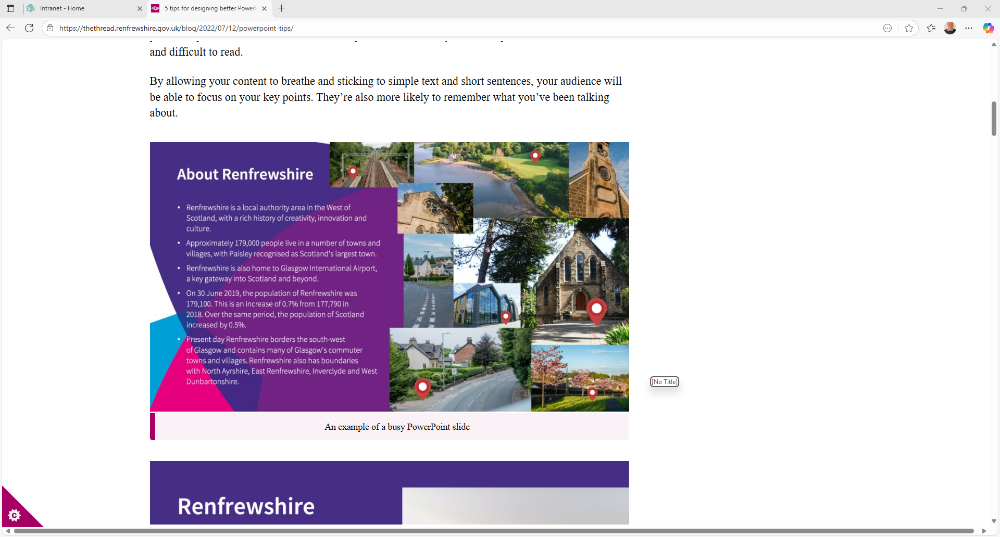 Intranet - Home
5 tips for designing better PowerP
https://thethread.renfrewshire.gov.uk/blog/2022/07/12/powerpoint-tips/
and difficult to read.
By allowing your content to breathe and sticking to simple text and short sentences, your audience will
be able to focus on your key points. They’re also more likely to remember what you’ve been talking
about.
About Renfrewshire
• Renfrewshire is a local authority area in the West of
Scotland, with a rich history of creativity, innovation and
culture.
• Approximately 179,000 people live in a number of towns and
villages, with Paisley recognised as Scotland's largest town.
• Renfrewshire is also home to Glasgow International Airport,
a key gateway into Scotland and beyond.
• On 30 June 2019, the population of Renfrewshire was
179,100. This is an increase of 0.7% from 177,790 in
2018. Over the same period, the population of Scotland
increased by 0.5%.
• Present day Renfrewshire borders the south-west
of Glasgow and contains many of Glasgow's commuter
towns and villages. Renfrewshire also has boundaries
with North Ayrshire, East Renfrewshire, Inverclyde and West
Dunbartonshire.
[No Title]
An example of a busy PowerPoint slide
Renfrewshire